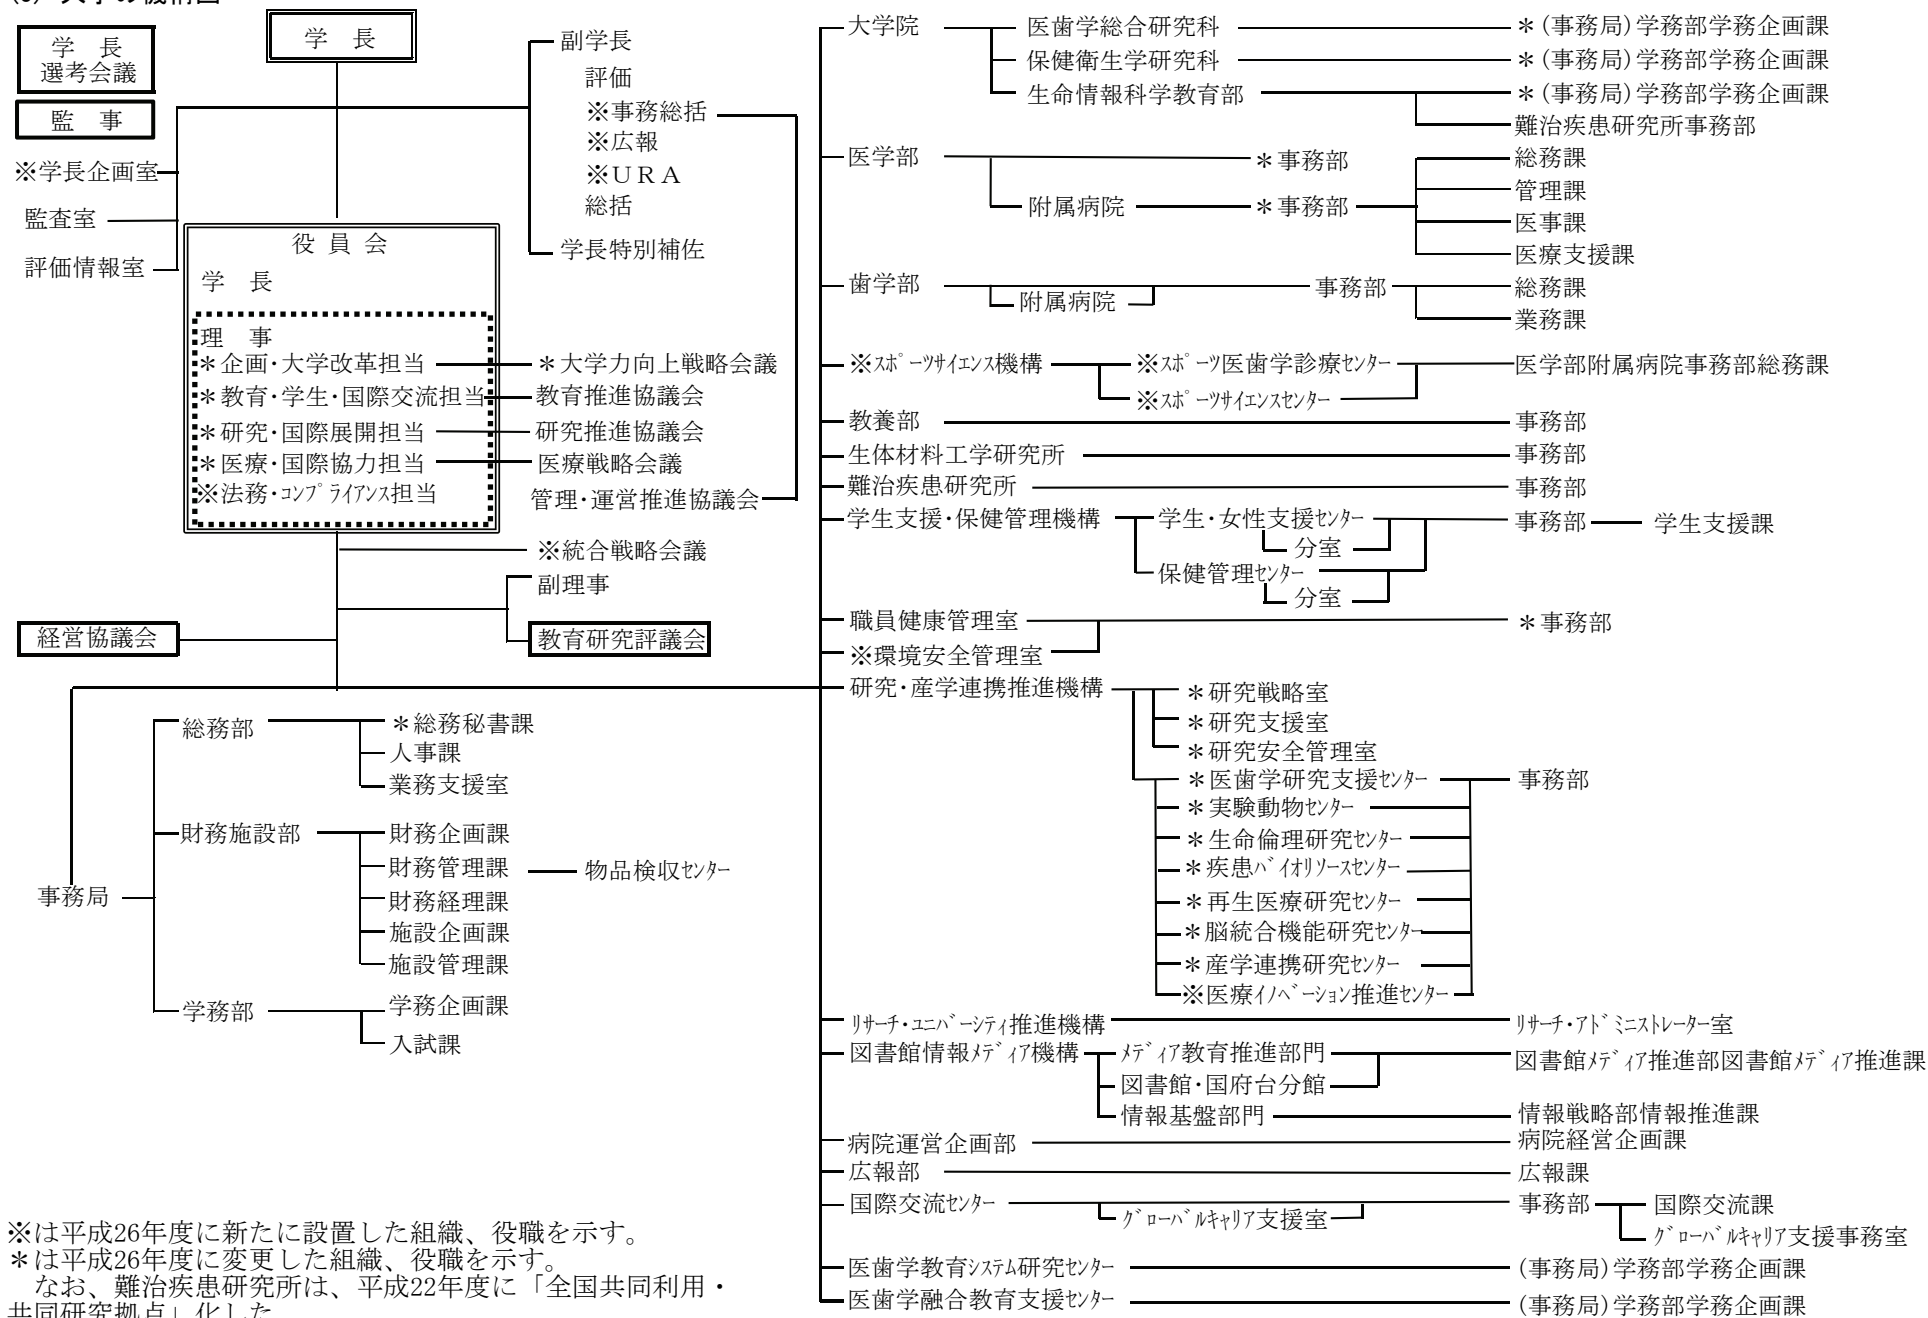 (3) 大学の機構図
学　長
選考会議
監　事
学　長
※学長企画室
監査室
評価情報室
副学長
評価
※事務総括
※広報
※ＵＲＡ
総括
学長特別補佐
役 員 会
学　長
理　事
＊企画・大学改革担当
＊教育・学生・国際交流担当
＊研究・国際展開担当
＊医療・国際協力担当
※法務・ｺﾝﾌﾟﾗｲｱﾝｽ担当
＊大学力向上戦略会議
教育推進協議会
研究推進協議会
医療戦略会議
管理・運営推進協議会
※統合戦略会議
副理事
経営協議会
教育研究評議会
事務局
総務部
＊総務秘書課
人事課
業務支援室
財務施設部
財務企画課
財務管理課
物品検収ｾﾝﾀｰ
財務経理課
施設企画課
施設管理課
学務部
学務企画課
入試課
※は平成26年度に新たに設置した組織、役職を示す。
＊は平成26年度に変更した組織、役職を示す。
なお、難治疾患研究所は、平成22年度に「全国共同利用・
共同研究拠点」化した
大学院
医歯学総合研究科
＊(事務局)学務部学務企画課
保健衛生学研究科
＊(事務局)学務部学務企画課
生命情報科学教育部
＊(事務局)学務部学務企画課
難治疾患研究所事務部
医学部
＊事務部
附属病院
＊事務部
総務課
管理課
医事課
医療支援課
歯学部
附属病院
事務部
総務課
業務課
※ｽﾎﾟｰﾂｻｲｴﾝｽ機構
※ｽﾎﾟｰﾂ医歯学診療ｾﾝﾀｰ
医学部附属病院事務部総務課
※ｽﾎﾟｰﾂｻｲｴﾝｽｾﾝﾀｰ
教養部
事務部
生体材料工学研究所
事務部
難治疾患研究所
事務部
学生支援・保健管理機構
学生・女性支援ｾﾝﾀｰ
分室
保健管理ｾﾝﾀｰ
分室
事務部
学生支援課
職員健康管理室
＊事務部
※環境安全管理室
研究・産学連携推進機構
＊研究戦略室
＊研究支援室
＊研究安全管理室
＊医歯学研究支援ｾﾝﾀｰ
事務部
＊実験動物ｾﾝﾀｰ
＊生命倫理研究ｾﾝﾀｰ
＊疾患ﾊﾞｲｵﾘｿｰｽｾﾝﾀｰ
＊再生医療研究ｾﾝﾀｰ
＊脳統合機能研究ｾﾝﾀｰ
＊産学連携研究ｾﾝﾀｰ
※医療ｲﾉﾍﾞｰｼｮﾝ推進ｾﾝﾀｰ
ﾘｻｰﾁ・ﾕﾆﾊﾞｰｼﾃｨ推進機構
ﾘｻｰﾁ・ｱﾄﾞﾐﾆｽﾄﾚｰﾀｰ室
図書館情報ﾒﾃﾞｨｱ機構
ﾒﾃﾞｨｱ教育推進部門
図書館ﾒﾃﾞｨｱ推進部図書館ﾒﾃﾞｨｱ推進課
図書館・国府台分館
情報基盤部門
情報戦略部情報推進課
病院運営企画部
病院経営企画課
広報部
広報課
国際交流ｾﾝﾀｰ
ｸﾞﾛｰﾊﾞﾙｷｬﾘｱ支援室
事務部
国際交流課
ｸﾞﾛｰﾊﾞﾙｷｬﾘｱ支援事務室
医歯学教育ｼｽﾃﾑ研究ｾﾝﾀｰ
(事務局)学務部学務企画課
医歯学融合教育支援ｾﾝﾀｰ
(事務局)学務部学務企画課